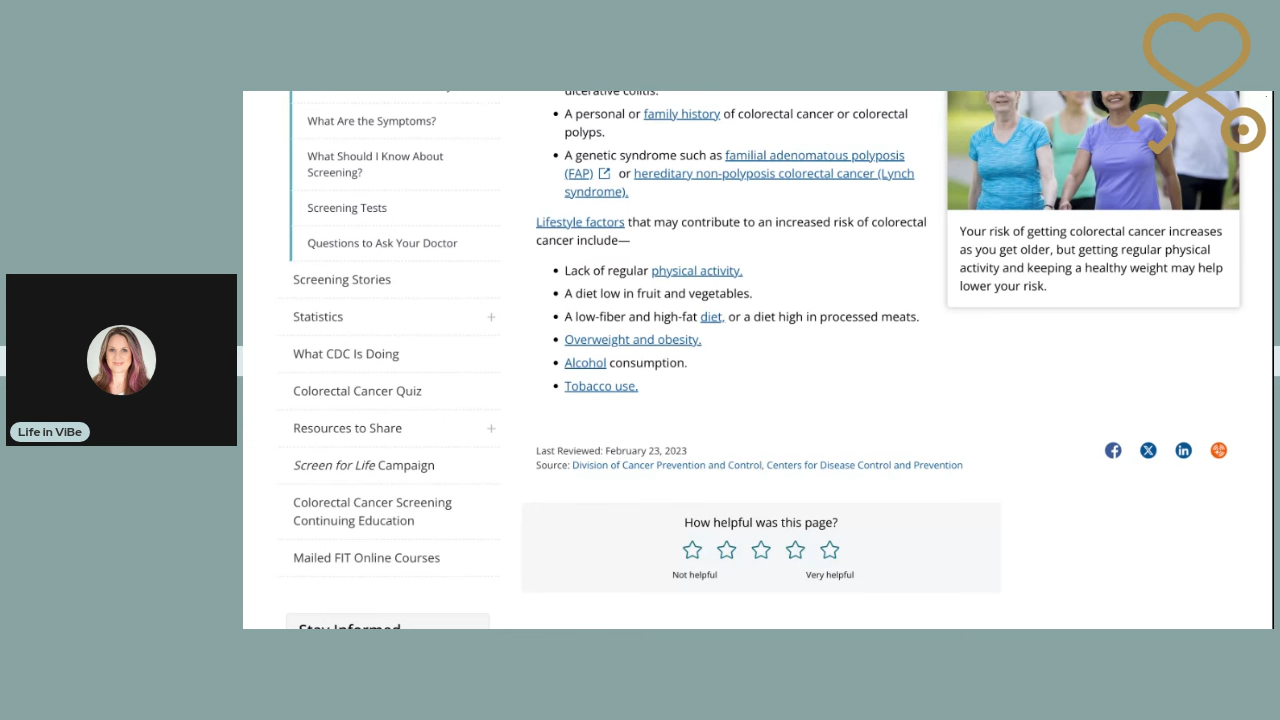 What Are the Symptoms?
What Should I Know About
Screening?
Screening Tests
Questions to Ask Your Doctor
Screening Stories
Statistics +
What CDC Is Doing
Colorectal Cancer Quiz
Resources to Share +
Screen for Life Campaign
Colorectal Cancer Screening
Continuing Education
Mailed FIT Online Courses
Stay Informed
ulcerative colitis.
• A personal or family history of colorectal cancer or colorectal
polyps.
• A genetic syndrome such as familial adenomatous polyposis
(FAP) or hereditary non-polyposis colorectal cancer (Lynch
syndrome).
Lifestyle factors that may contribute to an increased risk of colorectal
cancer include—
• Lack of regular physical activity.
• A diet low in fruit and vegetables.
• A low-fiber and high-fat diet, or a diet high in processed meats.
• Overweight and obesity.
• Alcohol consumption.
• Tobacco use.
Your risk of getting colorectal cancer increases
as you get older, but getting regular physical
activity and keeping a healthy weight may help
lower your risk.
Last Reviewed: February 23, 2023
Source: Division of Cancer Prevention and Control, Centers for Disease Control and Prevention
How helpful was this page?
Not helpful
Very helpful
Life in ViBe